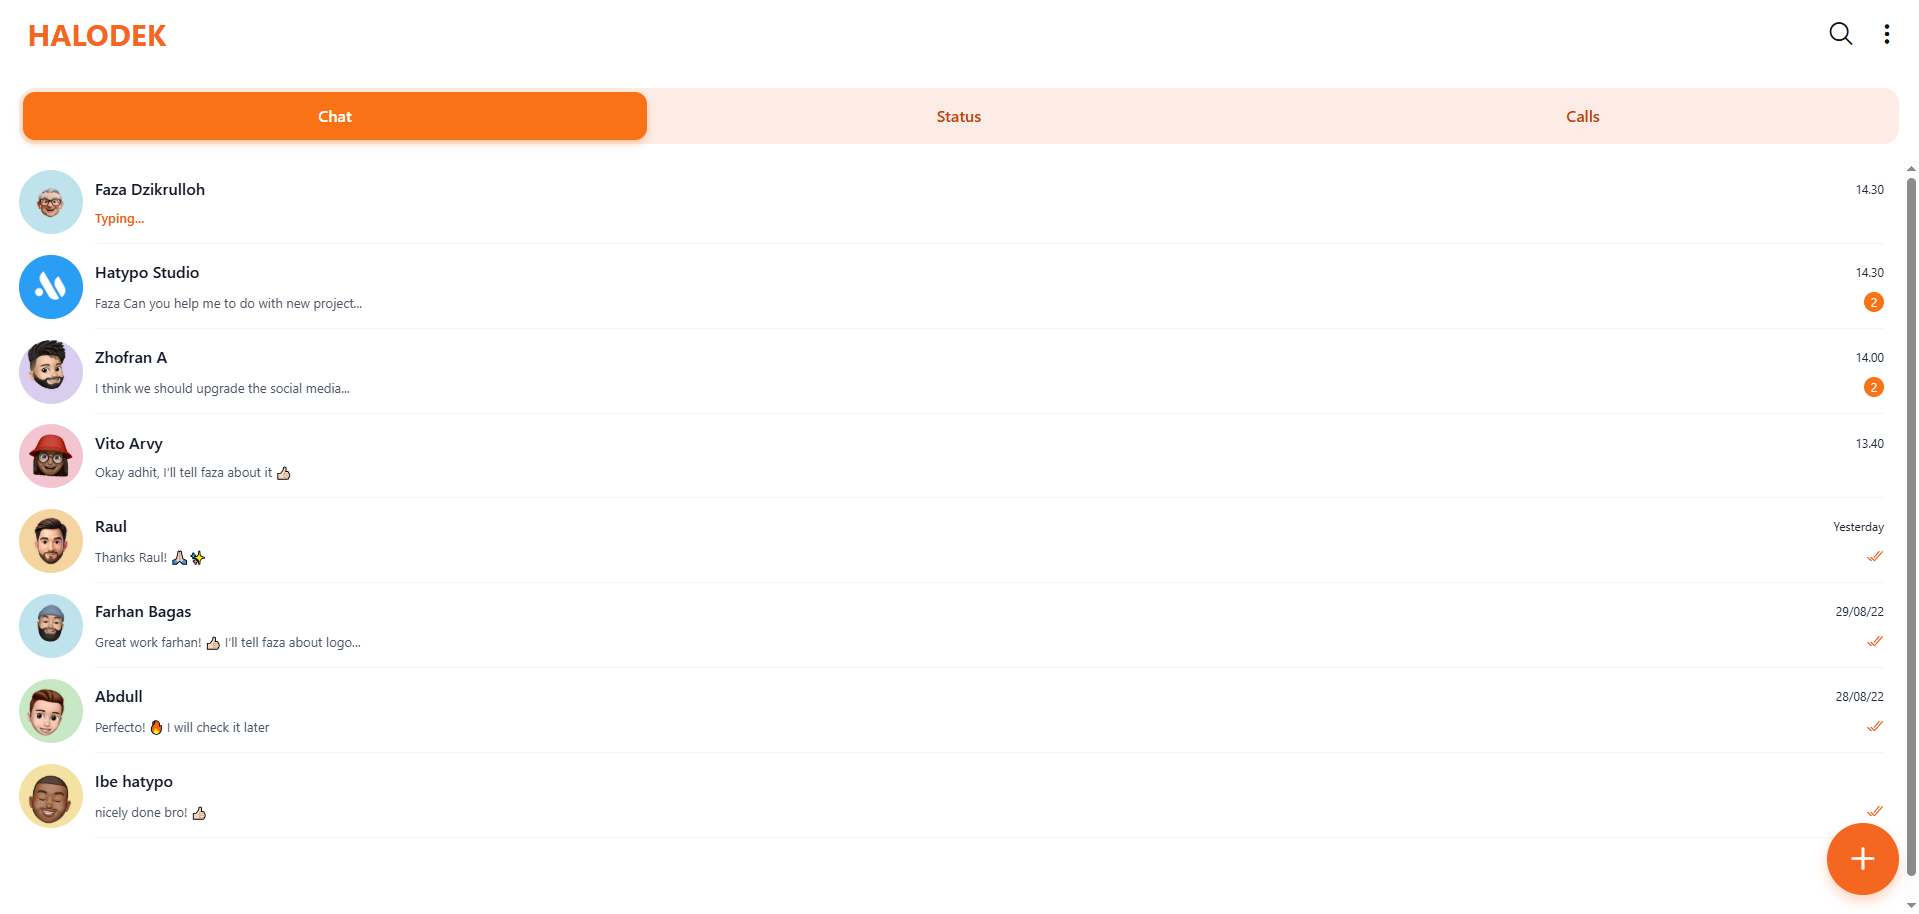 HALODEK
Chat Status Calls
Faza Dzikrulloh 14.30
Typing...
Hatypo Studio 14.30
Faza Can you help me to do with new project... 2
Zhofran A 14.00
I think we should upgrade the social media... 2
Vito Arvy 13.40
Okay adhit, I'll tell faza about it 👍🏻
Raul Yesterday
Thanks Raul! 🙏🏻✨
Farhan Bagas 29/08/22
Great work farhan! 👍🏻 I'll tell faza about logo...
Abdull 28/08/22
Perfecto! 🔥 I will check it later
Ibe hatypo
nicely done bro! 👍🏻